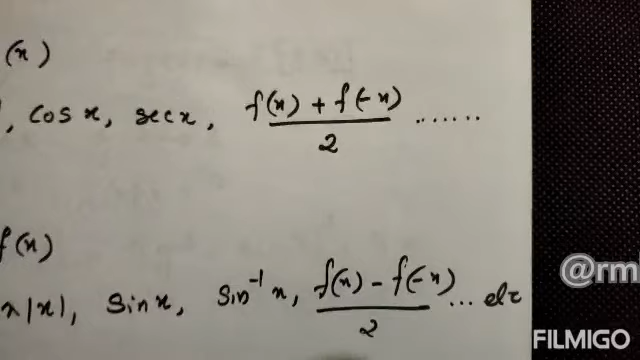 (x)
, cos x, sec x, f(x) + f(-x) / 2 .......
f(x)
x|x|, sin x, sin⁻¹ x, f(x) - f(-x) / 2 ... etc
@rm
FILMIGO